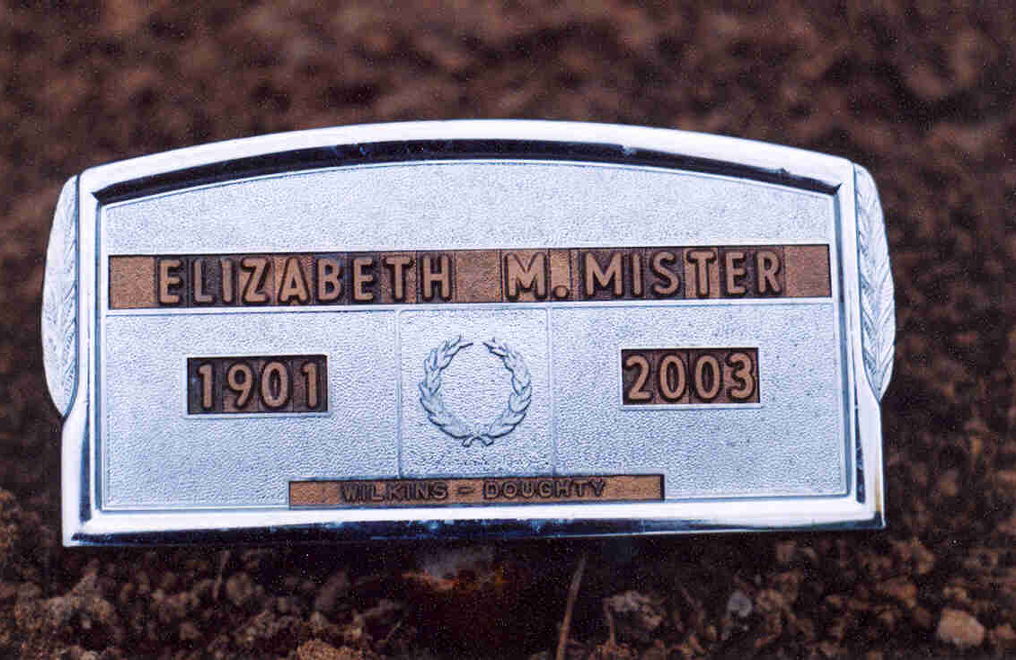 ELIZABETH M. MISTER
1901 2003
WILKINS - DOUGHTY